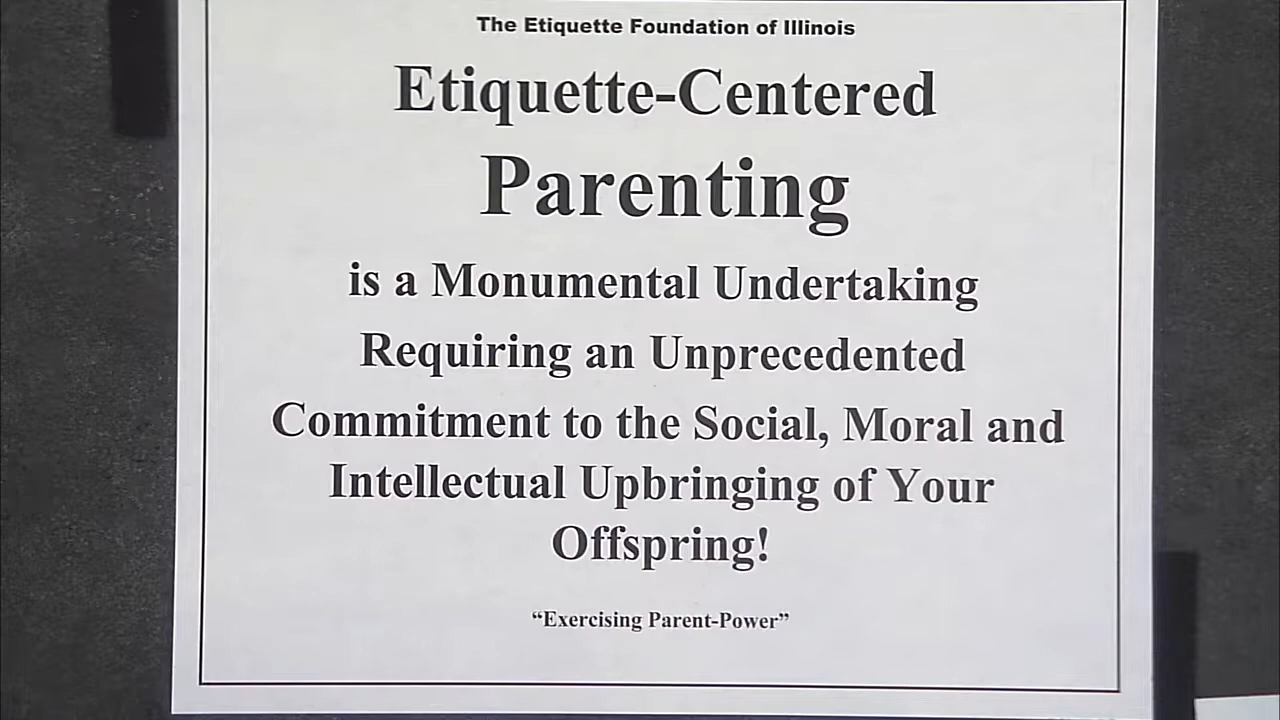 The Etiquette Foundation of Illinois
Etiquette-Centered
Parenting
is a Monumental Undertaking
Requiring an Unprecedented
Commitment to the Social, Moral and
Intellectual Upbringing of Your
Offspring!
“Exercising Parent-Power”